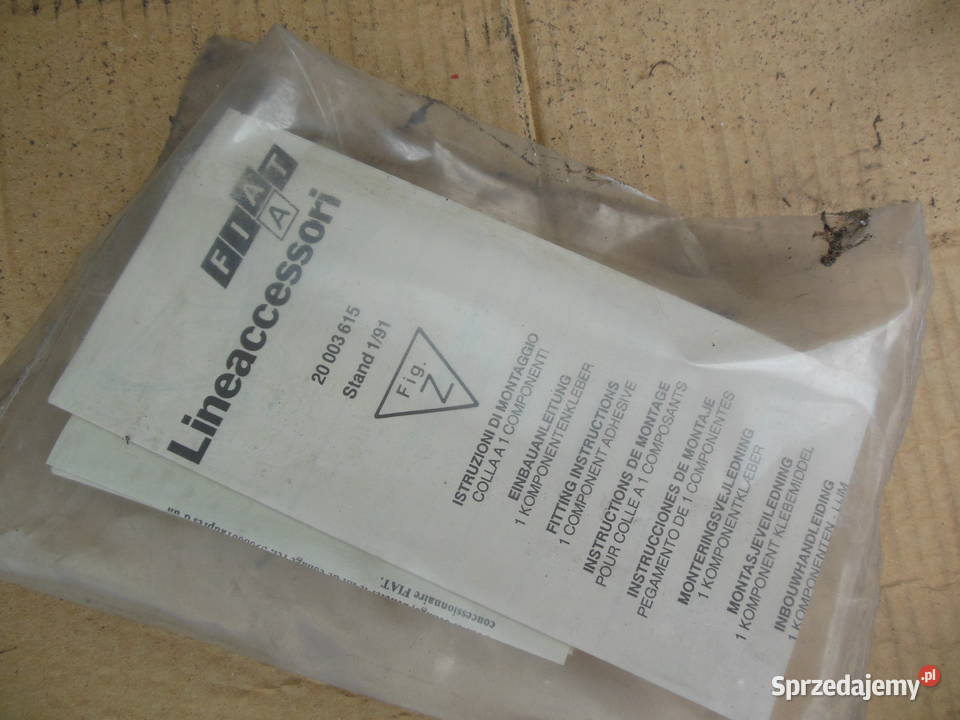 FIAT
A
Lineaccessori
20 003 615
Stand 1/91
Fig.
Z
ISTRUZIONI DI MONTAGGIO
COLLA A 1 COMPONENTI
EINBAUANLEITUNG
1 KOMPONENTENKLEBER
FITTING INSTRUCTIONS
1 COMPONENT ADHESIVE
INSTRUCTIONS DE MONTAGE
POUR COLLE A 1 COMPOSANTS
INSTRUCCIONES DE MONTAJE
PEGAMENTO DE 1 COMPONENTES
MONTERINGSVEJLEDNING
1 KOMPONENTKLÆBER
MONTASJEVEILEDNING
1 KOMPONENT KLEBEMIDDEL
INBOUWHANDLEIDING
1 KOMPONENTEN - LIJM
concessionnaire FIAT.
Sprzedajemy.pl